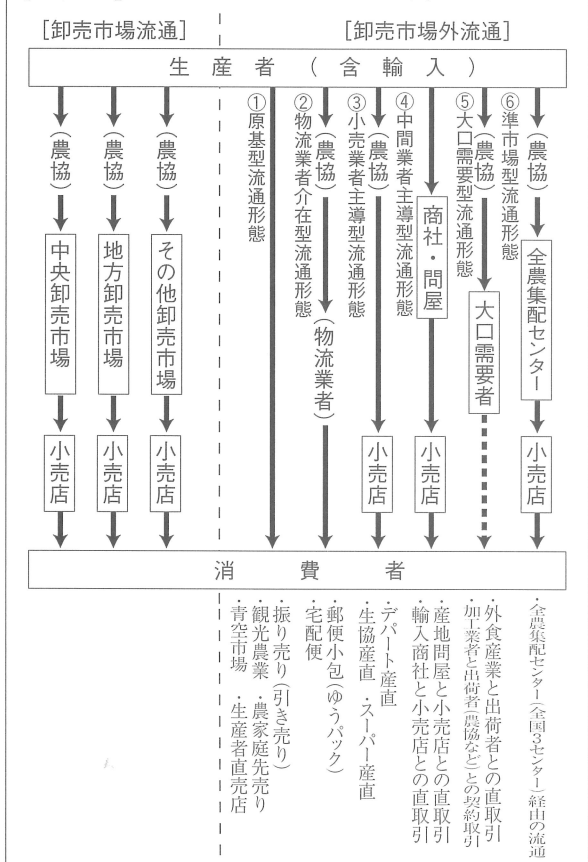 [卸売市場流通]
[卸売市場外流通]
生産者(含輸入)
(農協)
中央卸売市場
小売店
(農協)
地方卸売市場
小売店
(農協)
その他卸売市場
小売店
①原基型流通形態
②物流業者介在型流通形態
(農協)
(物流業者)
③小売業者主導型流通形態
(農協)
小売店
④中間業者主導型流通形態
商社・問屋
小売店
⑤大口需要型流通形態
(農協)
大口需要者
⑥準市場型流通形態
(農協)
全農集配センター
小売店
消費者
・振り売り(引き売り)
・観光農業 ・農家庭先売り
・青空市場 ・生産者直売店
・郵便小包(ゆうパック)
・宅配便
・デパート産直
・生協産直 ・スーパー産直
・産地問屋と小売店との直取引
・輸入商社と小売店との直取引
・外食産業と出荷者との直取引
・加工業者と出荷者(農協など)との契約取引
・全農集配センター(全国3センター)経由の流通